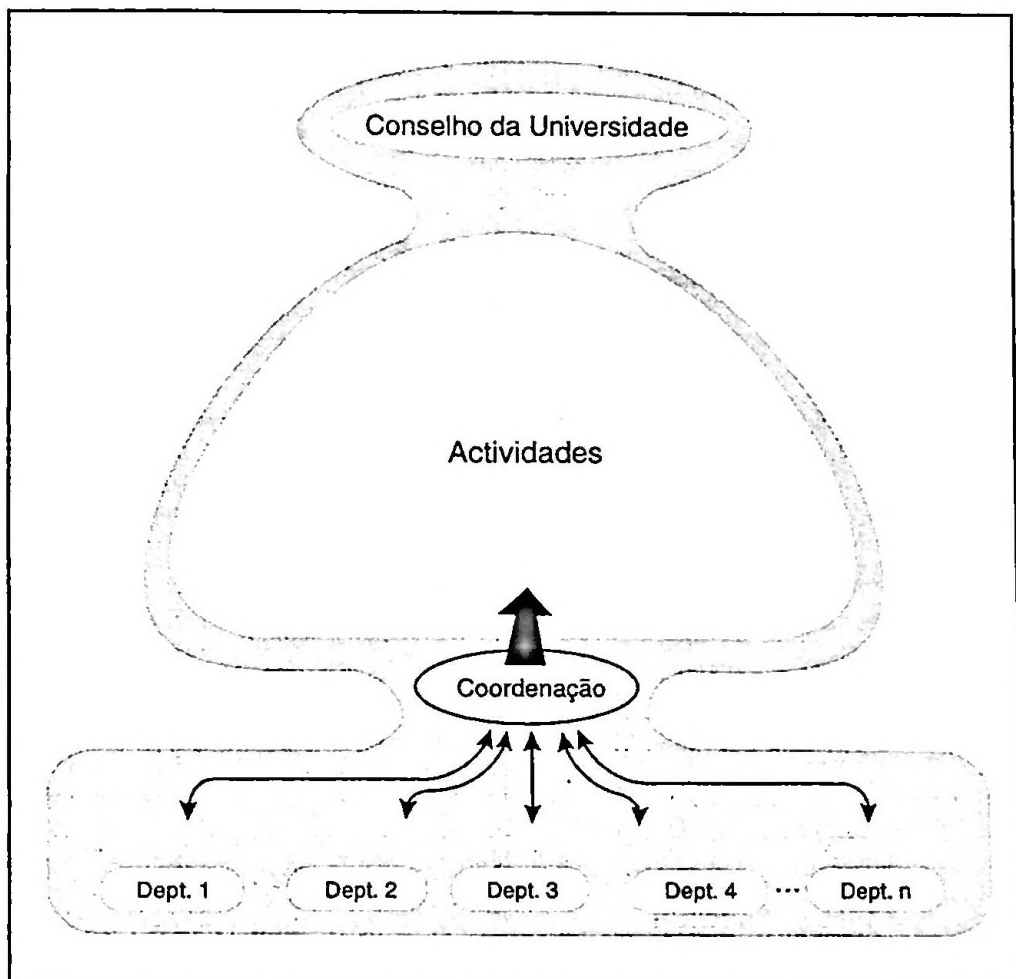 Conselho da Universidade
Actividades
Coordenação
Dept. 1 Dept. 2 Dept. 3 Dept. 4 ... Dept. n